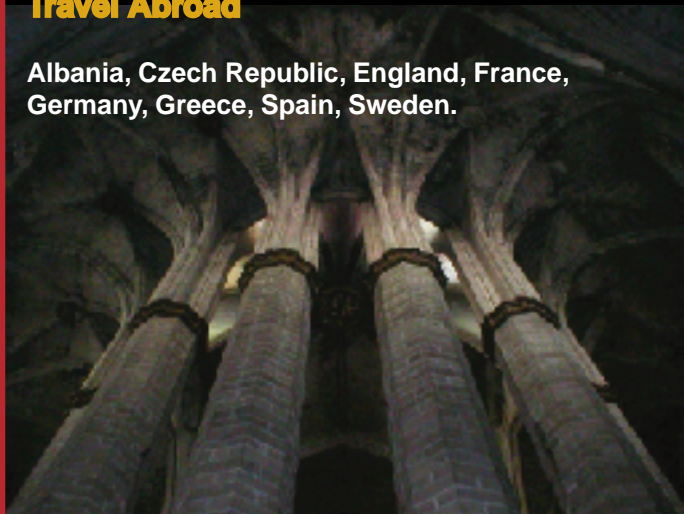 Travel Abroad
Albania, Czech Republic, England, France,
Germany, Greece, Spain, Sweden.